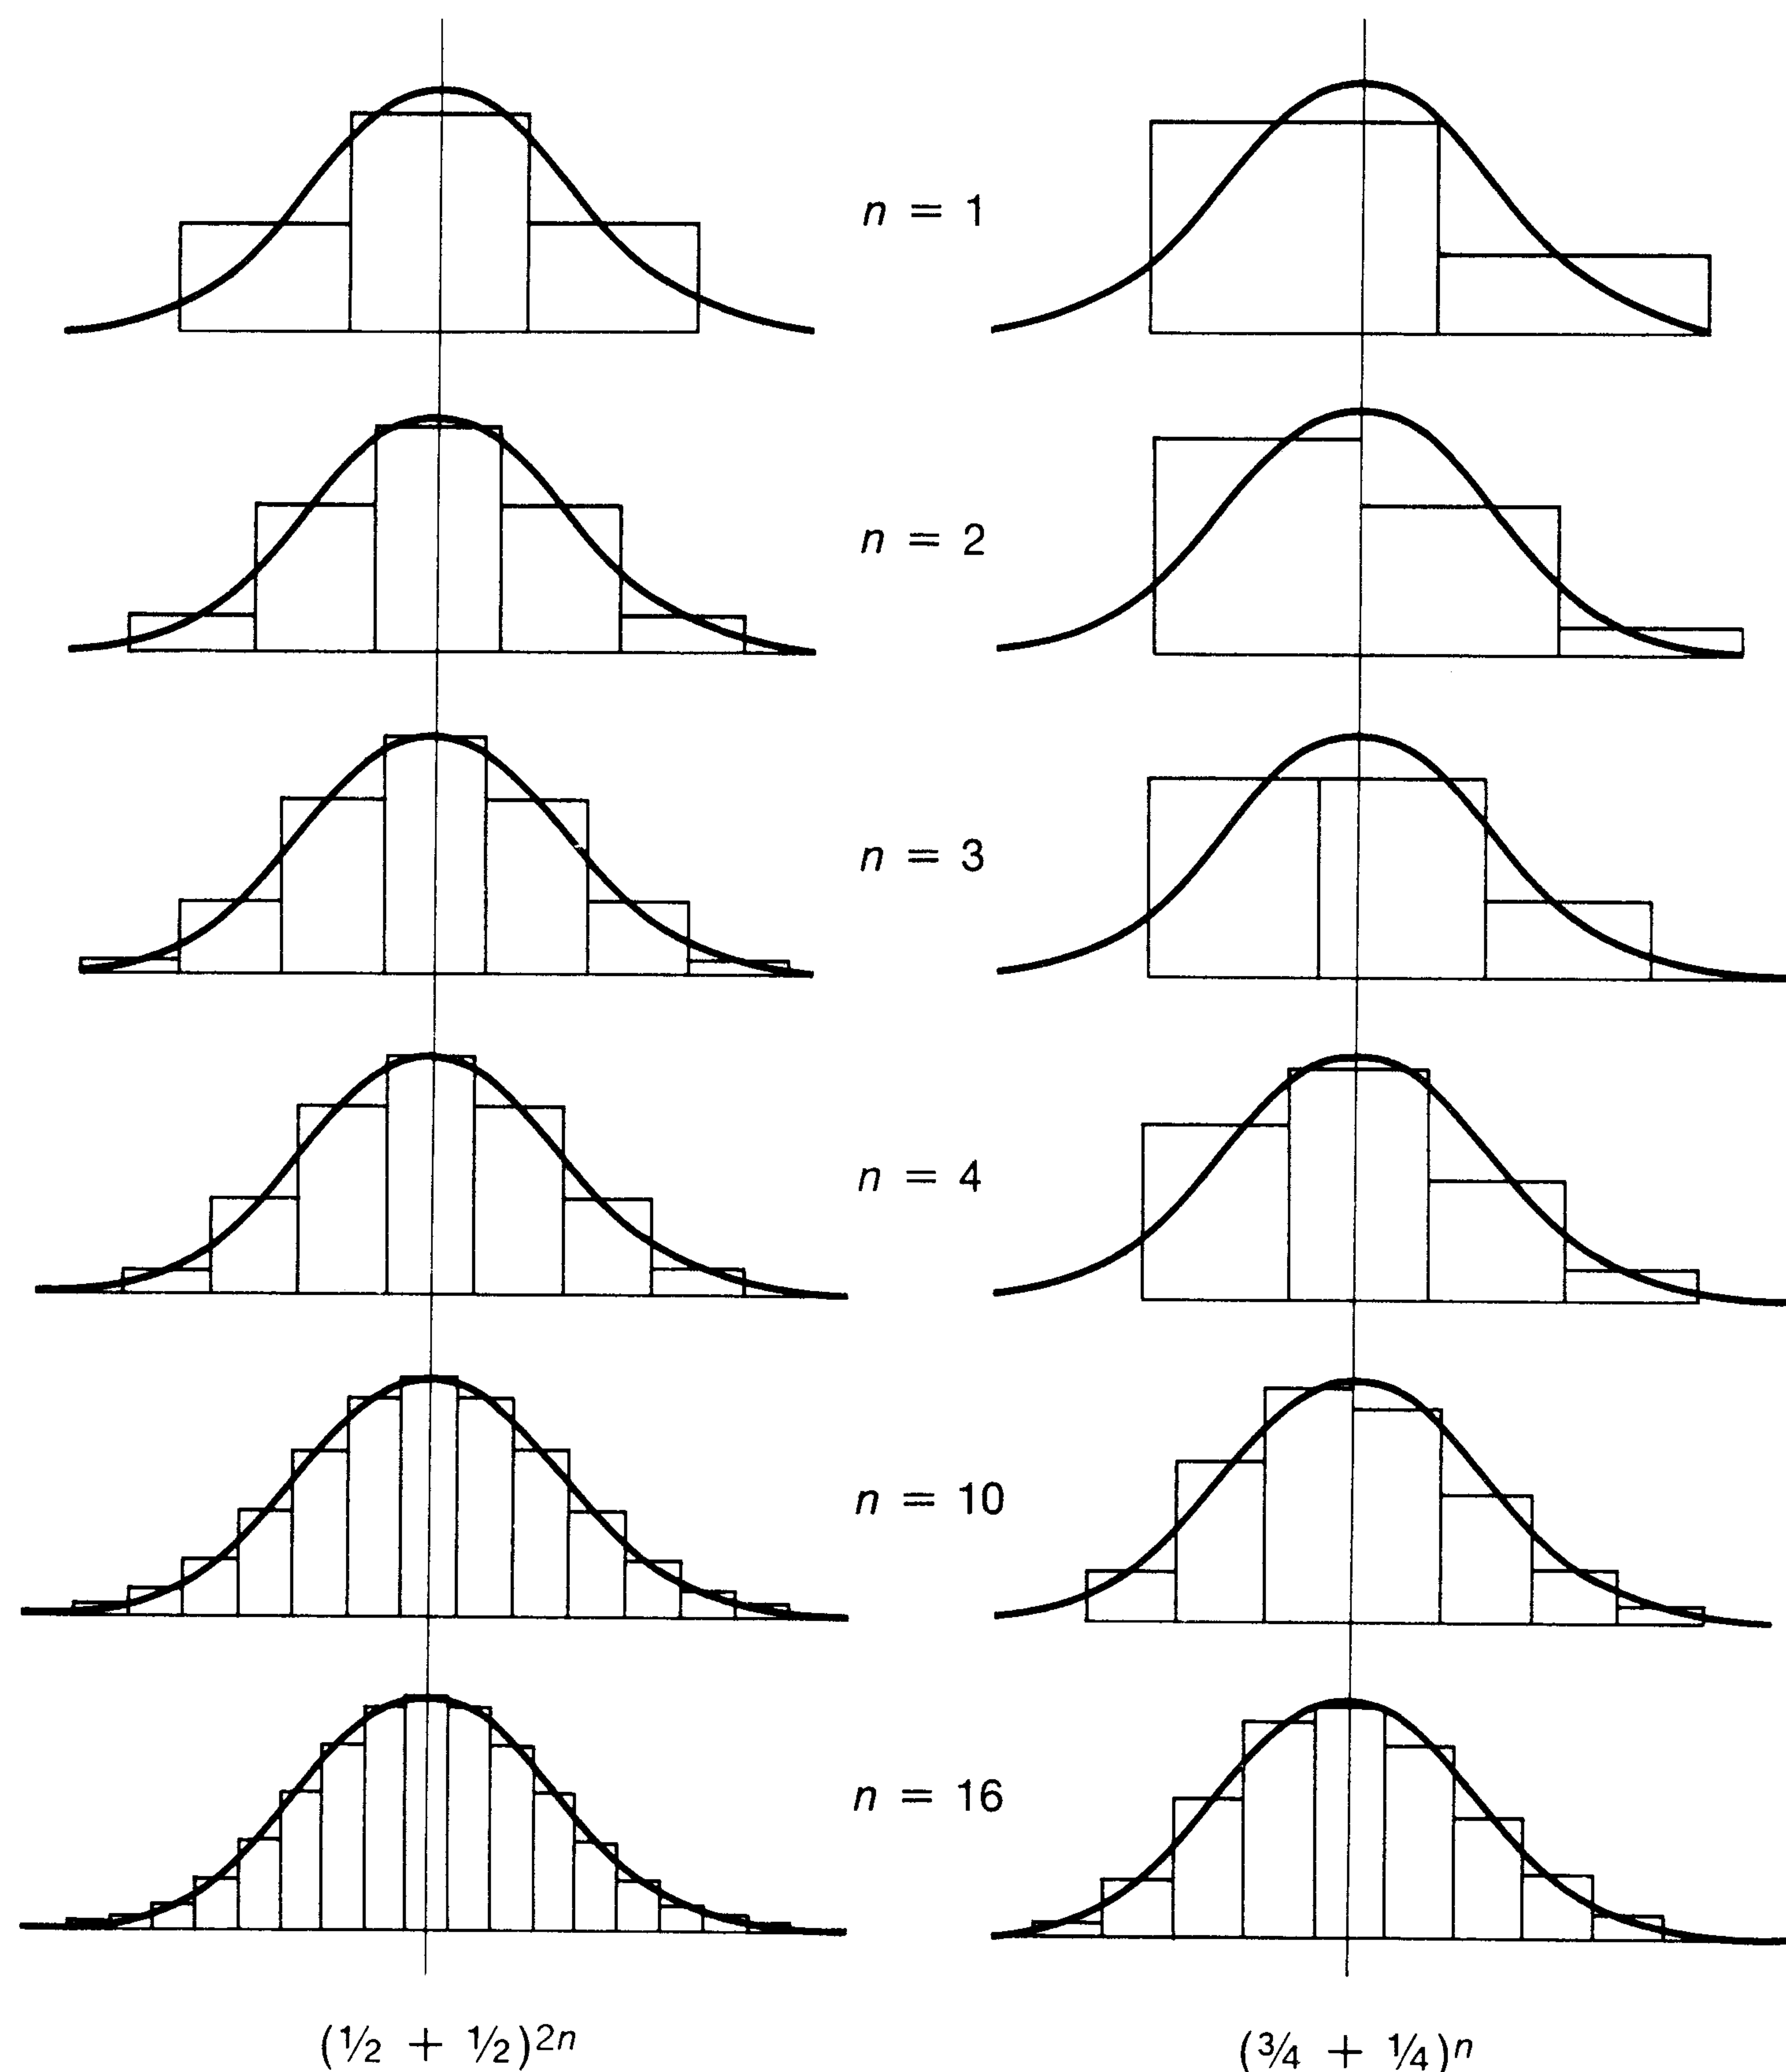 n = 1
n = 2
n = 3
n = 4
n = 10
n = 16
(½ + ½)²ⁿ
(¾ + ¼)ⁿ